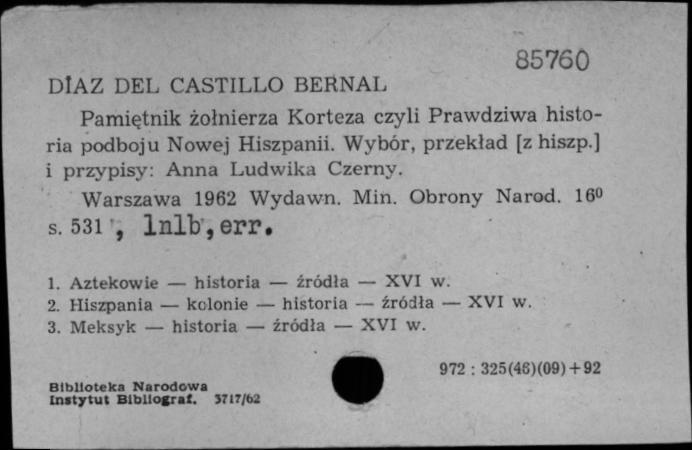 85760
DÍAZ DEL CASTILLO BERNAL
Pamiętnik żołnierza Korteza czyli Prawdziwa histo-
ria podboju Nowej Hiszpanii. Wybór, przekład [z hiszp.]
i przypisy: Anna Ludwika Czerny.
Warszawa 1962 Wydawn. Min. Obrony Narod. 16⁰
s. 531 , lnlb, err.
1. Aztekowie — historia — źródła — XVI w.
2. Hiszpania — kolonie — historia — źródła — XVI w.
3. Meksyk — historia — źródła — XVI w.
972 : 325(46)(09) + 92
Biblioteka Narodowa
Instytut Bibliograf. 3717/62